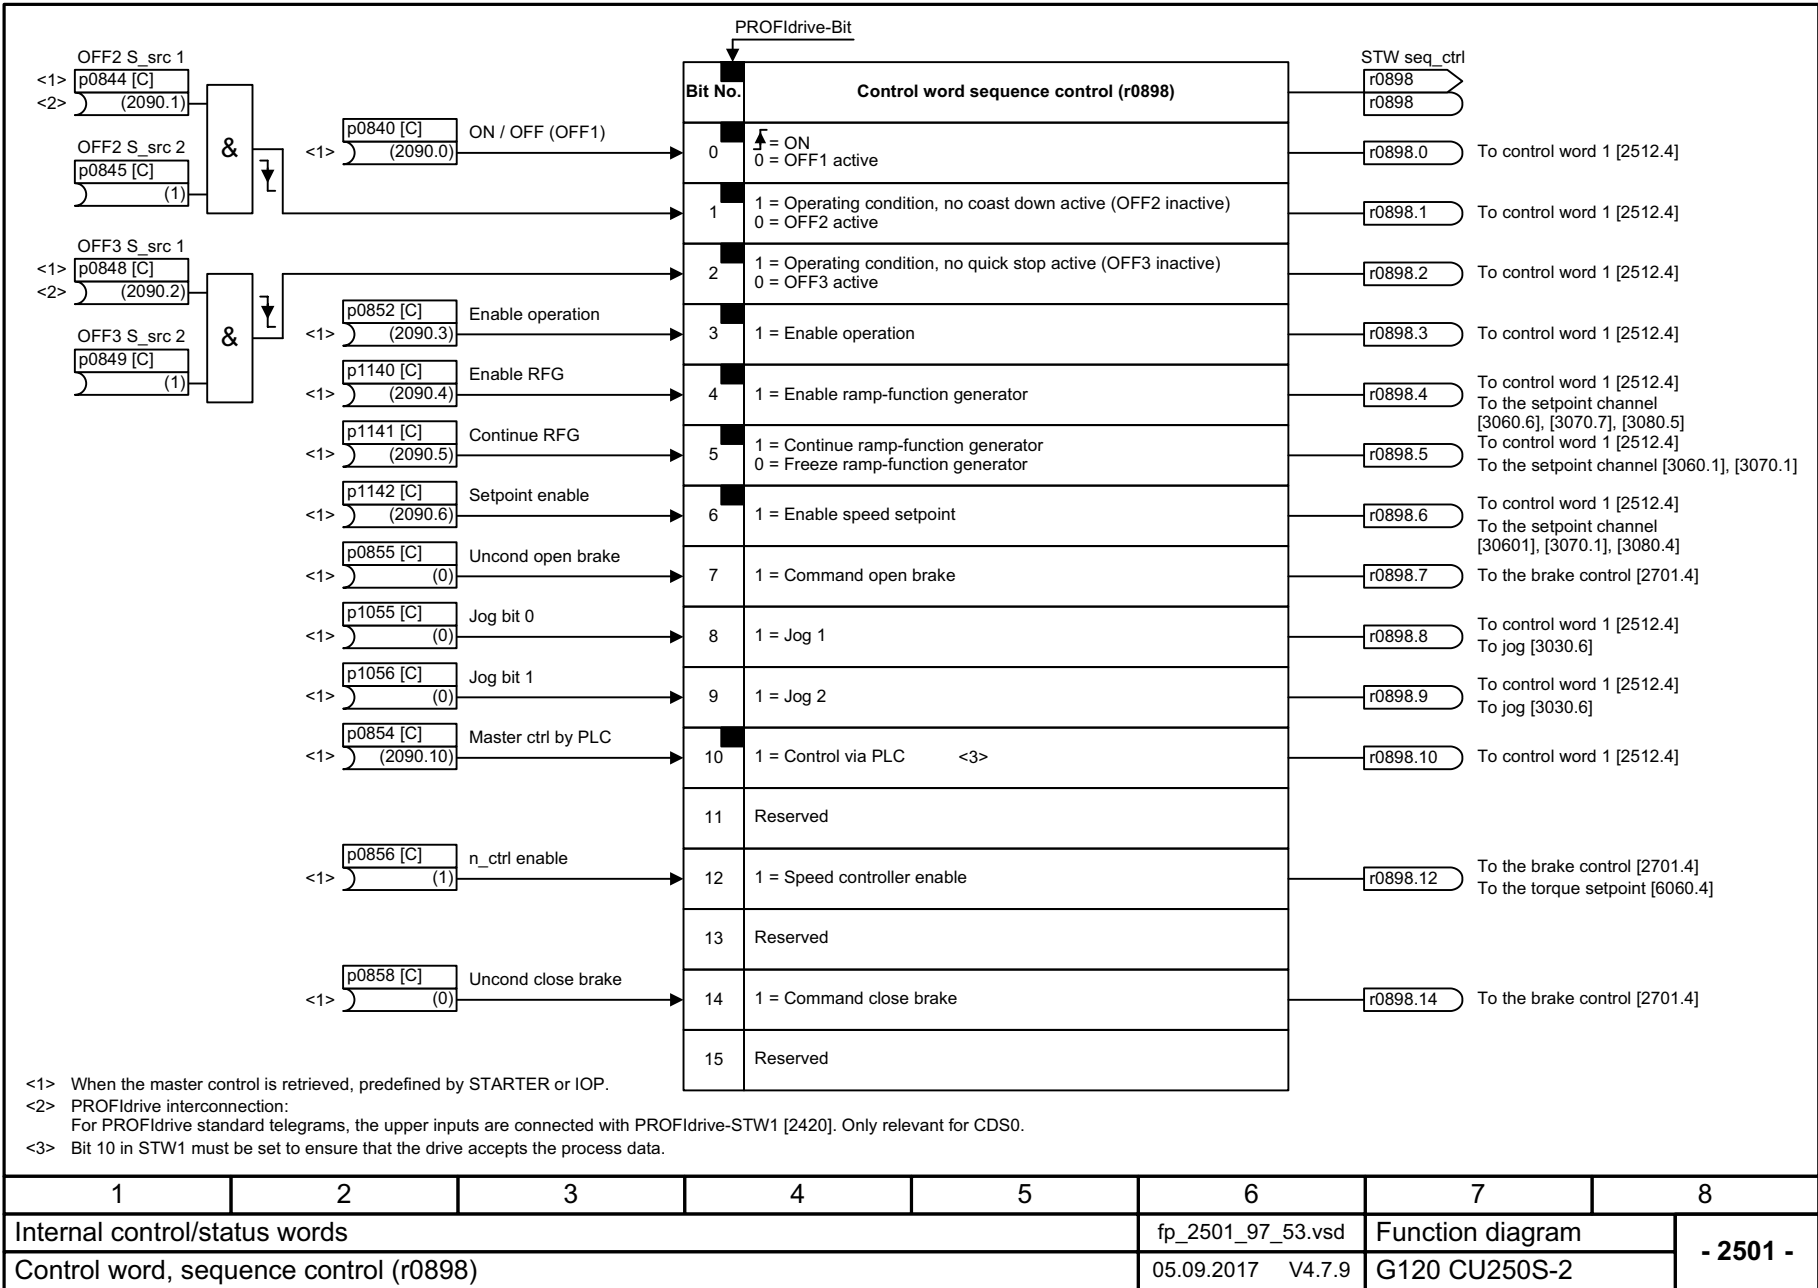 PROFIdrive-Bit
OFF2 S_src 1
<1> p0844 [C]
<2> (2090.1)
OFF2 S_src 2
p0845 [C]
(1)
&
OFF3 S_src 1
<1> p0848 [C]
<2> (2090.2)
OFF3 S_src 2
p0849 [C]
(1)
&
Bit No. Control word sequence control (r0898)
STW seq_ctrl
r0898
r0898
p0840 [C] ON / OFF (OFF1)
<1> (2090.0)
0 = ON
0 = OFF1 active
r0898.0 To control word 1 [2512.4]
1 1 = Operating condition, no coast down active (OFF2 inactive)
0 = OFF2 active
r0898.1 To control word 1 [2512.4]
2 1 = Operating condition, no quick stop active (OFF3 inactive)
0 = OFF3 active
r0898.2 To control word 1 [2512.4]
p0852 [C] Enable operation
<1> (2090.3)
3 1 = Enable operation
r0898.3 To control word 1 [2512.4]
p1140 [C] Enable RFG
<1> (2090.4)
4 1 = Enable ramp-function generator
r0898.4 To control word 1 [2512.4]
To the setpoint channel
[3060.6], [3070.7], [3080.5]
p1141 [C] Continue RFG
<1> (2090.5)
5 1 = Continue ramp-function generator
0 = Freeze ramp-function generator
r0898.5 To control word 1 [2512.4]
To the setpoint channel [3060.1], [3070.1]
p1142 [C] Setpoint enable
<1> (2090.6)
6 1 = Enable speed setpoint
r0898.6 To control word 1 [2512.4]
To the setpoint channel
[30601], [3070.1], [3080.4]
p0855 [C] Uncond open brake
<1> (0)
7 1 = Command open brake
r0898.7 To the brake control [2701.4]
p1055 [C] Jog bit 0
<1> (0)
8 1 = Jog 1
r0898.8 To control word 1 [2512.4]
To jog [3030.6]
p1056 [C] Jog bit 1
<1> (0)
9 1 = Jog 2
r0898.9 To control word 1 [2512.4]
To jog [3030.6]
p0854 [C] Master ctrl by PLC
<1> (2090.10)
10 1 = Control via PLC <3>
r0898.10 To control word 1 [2512.4]
11 Reserved
p0856 [C] n_ctrl enable
<1> (1)
12 1 = Speed controller enable
r0898.12 To the brake control [2701.4]
To the torque setpoint [6060.4]
13 Reserved
p0858 [C] Uncond close brake
<1> (0)
14 1 = Command close brake
r0898.14 To the brake control [2701.4]
15 Reserved
<1> When the master control is retrieved, predefined by STARTER or IOP.
<2> PROFIdrive interconnection:
For PROFIdrive standard telegrams, the upper inputs are connected with PROFIdrive-STW1 [2420]. Only relevant for CDS0.
<3> Bit 10 in STW1 must be set to ensure that the drive accepts the process data.
1 2 3 4 5 6 7 8
Internal control/status words fp_2501_97_53.vsd Function diagram
- 2501 -
Control word, sequence control (r0898) 05.09.2017 V4.7.9 G120 CU250S-2